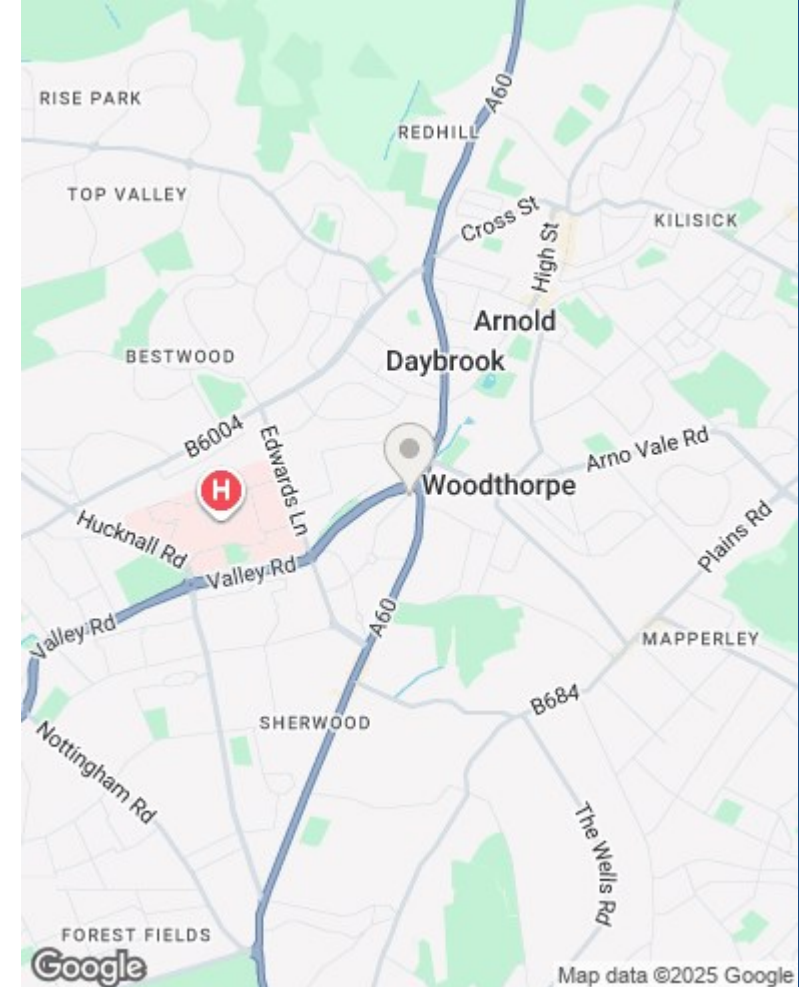 A60
RISE PARK
REDHILL
TOP VALLEY
Cross St
KILISICK
High St
Arnold
BESTWOOD
Daybrook
B6004
Edwards Ln
Arno Vale Rd
H
Woodthorpe
Hucknall Rd
Plains Rd
Valley Rd
A60
Valley Rd
MAPPERLEY
B684
SHERWOOD
Nottingham Rd
The Wells Rd
FOREST FIELDS
Google
Map data ©2025 Google